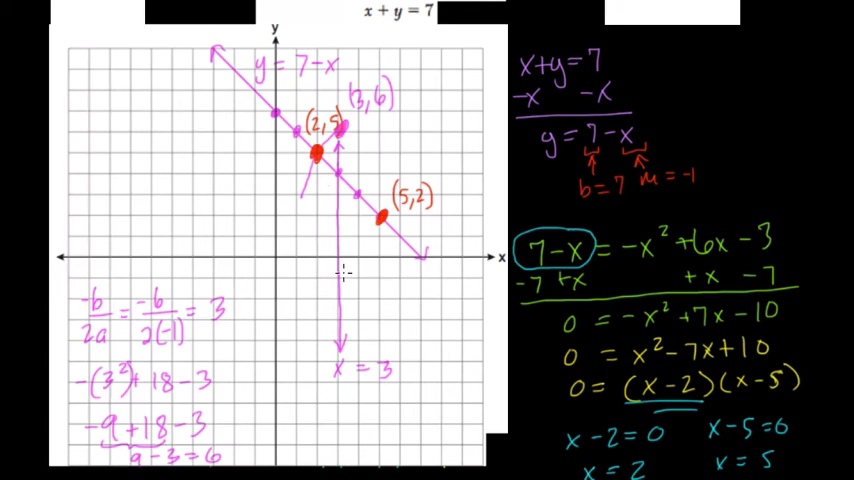 x + y = 7
y
y = 7-x
(3,6)
(2,5)
(5,2)
x
-b/2a = -6/2(-1) = 3
-(3²)+18-3
-9+18-3
9-3=6
x = 3
x+y=7
-x -x
y = 7-x
b=7 m=-1
7-x = -x²+6x-3
-7+x +x -7
0 = -x²+7x-10
0 = x²-7x+10
0= (x-2)(x-5)
x-2=0 x-5=0
x=2 x=5